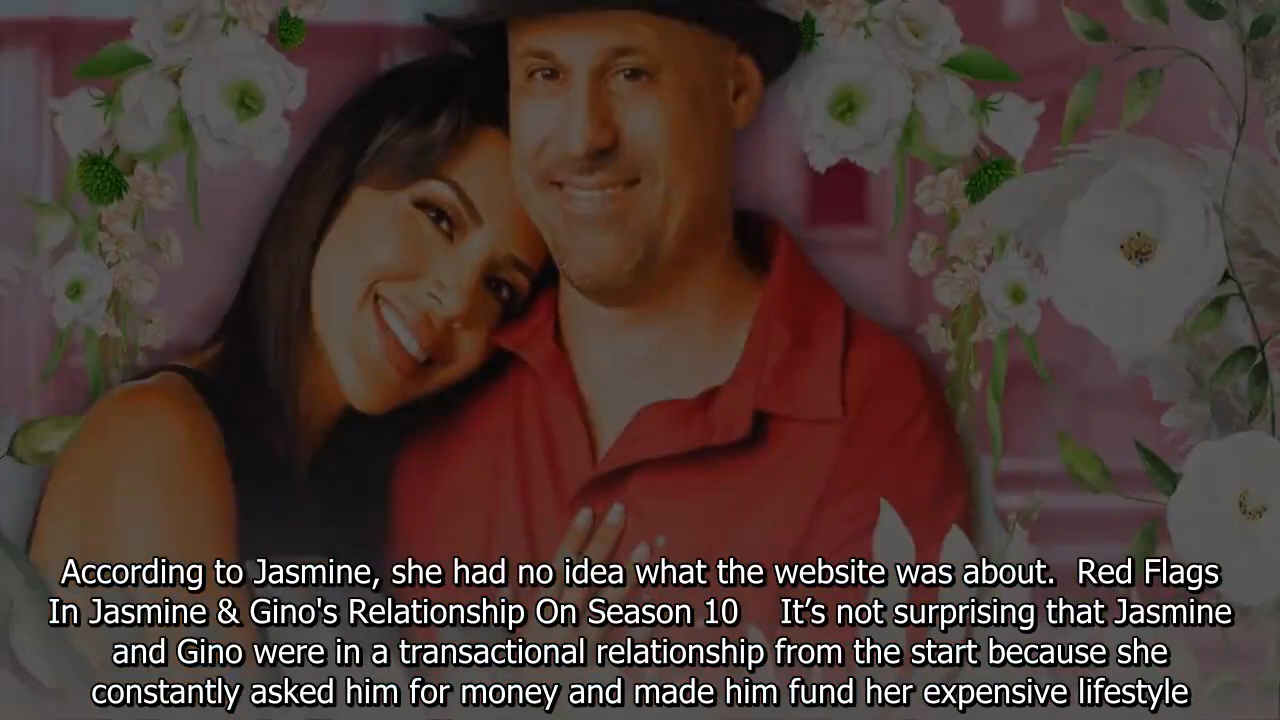 According to Jasmine, she had no idea what the website was about.  Red Flags
In Jasmine & Gino's Relationship On Season 10    It’s not surprising that Jasmine
and Gino were in a transactional relationship from the start because she
constantly asked him for money and made him fund her expensive lifestyle